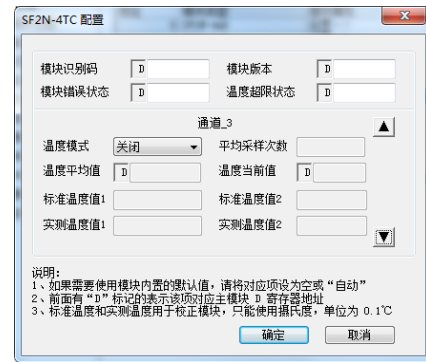 SF2N-4TC 配置
模块识别码 D 模块版本 D
模块错误状态 D 温度超限状态 D
通道_3
温度模式 关闭 平均采样次数
温度平均值 D 温度当前值 D
标准温度值1 标准温度值2
实测温度值1 实测温度值2
说明:
1、如果需要使用模块内置的默认值，请将对应项设为空或“自动”
2、前面有“D”标记的表示该项对应主模块 D 寄存器地址
3、标准温度和实测温度用于校正模块，只能使用摄氏度，单位为 0.1℃
确定 取消